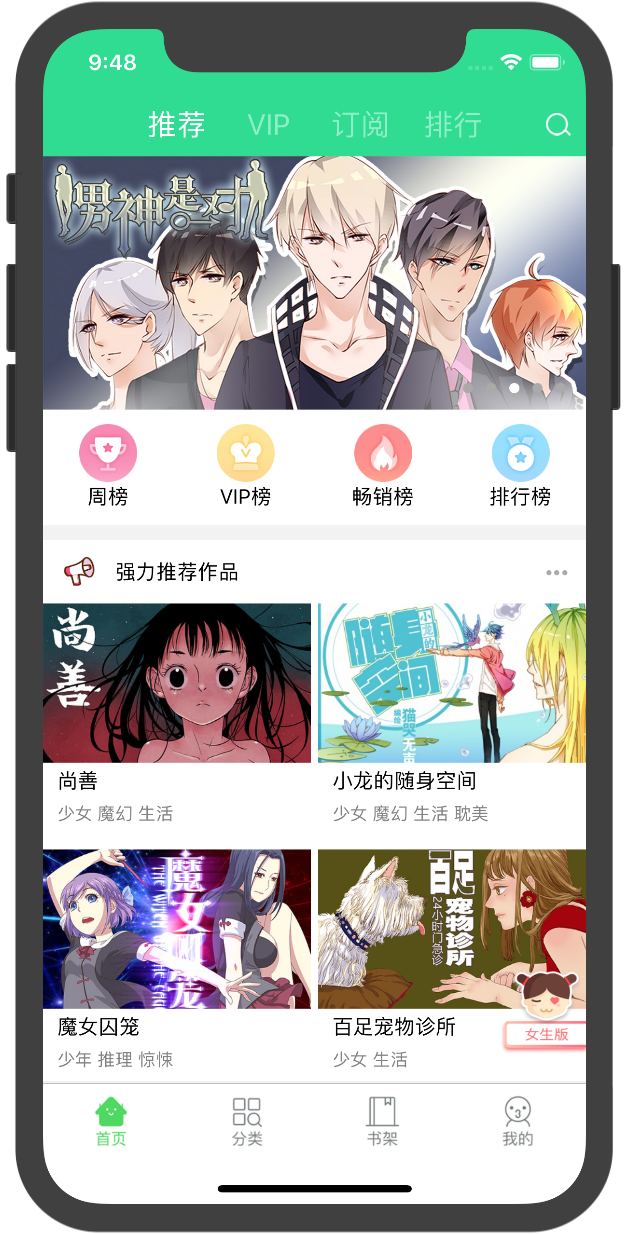 9:48
推荐 VIP 订阅 排行
男神是对
周榜 VIP榜 畅销榜 排行榜
强力推荐作品
尚善
小龙的
随身空间
编绘 猫哭无声
尚善
小龙的随身空间
少女 魔幻 生活
少女 魔幻 生活 耽美
魔女囚笼
百足
宠物诊所
24小时门急诊
魔女囚笼
百足宠物诊所
少年 推理 惊悚
少女 生活
女生版
首页 分类 书架 我的